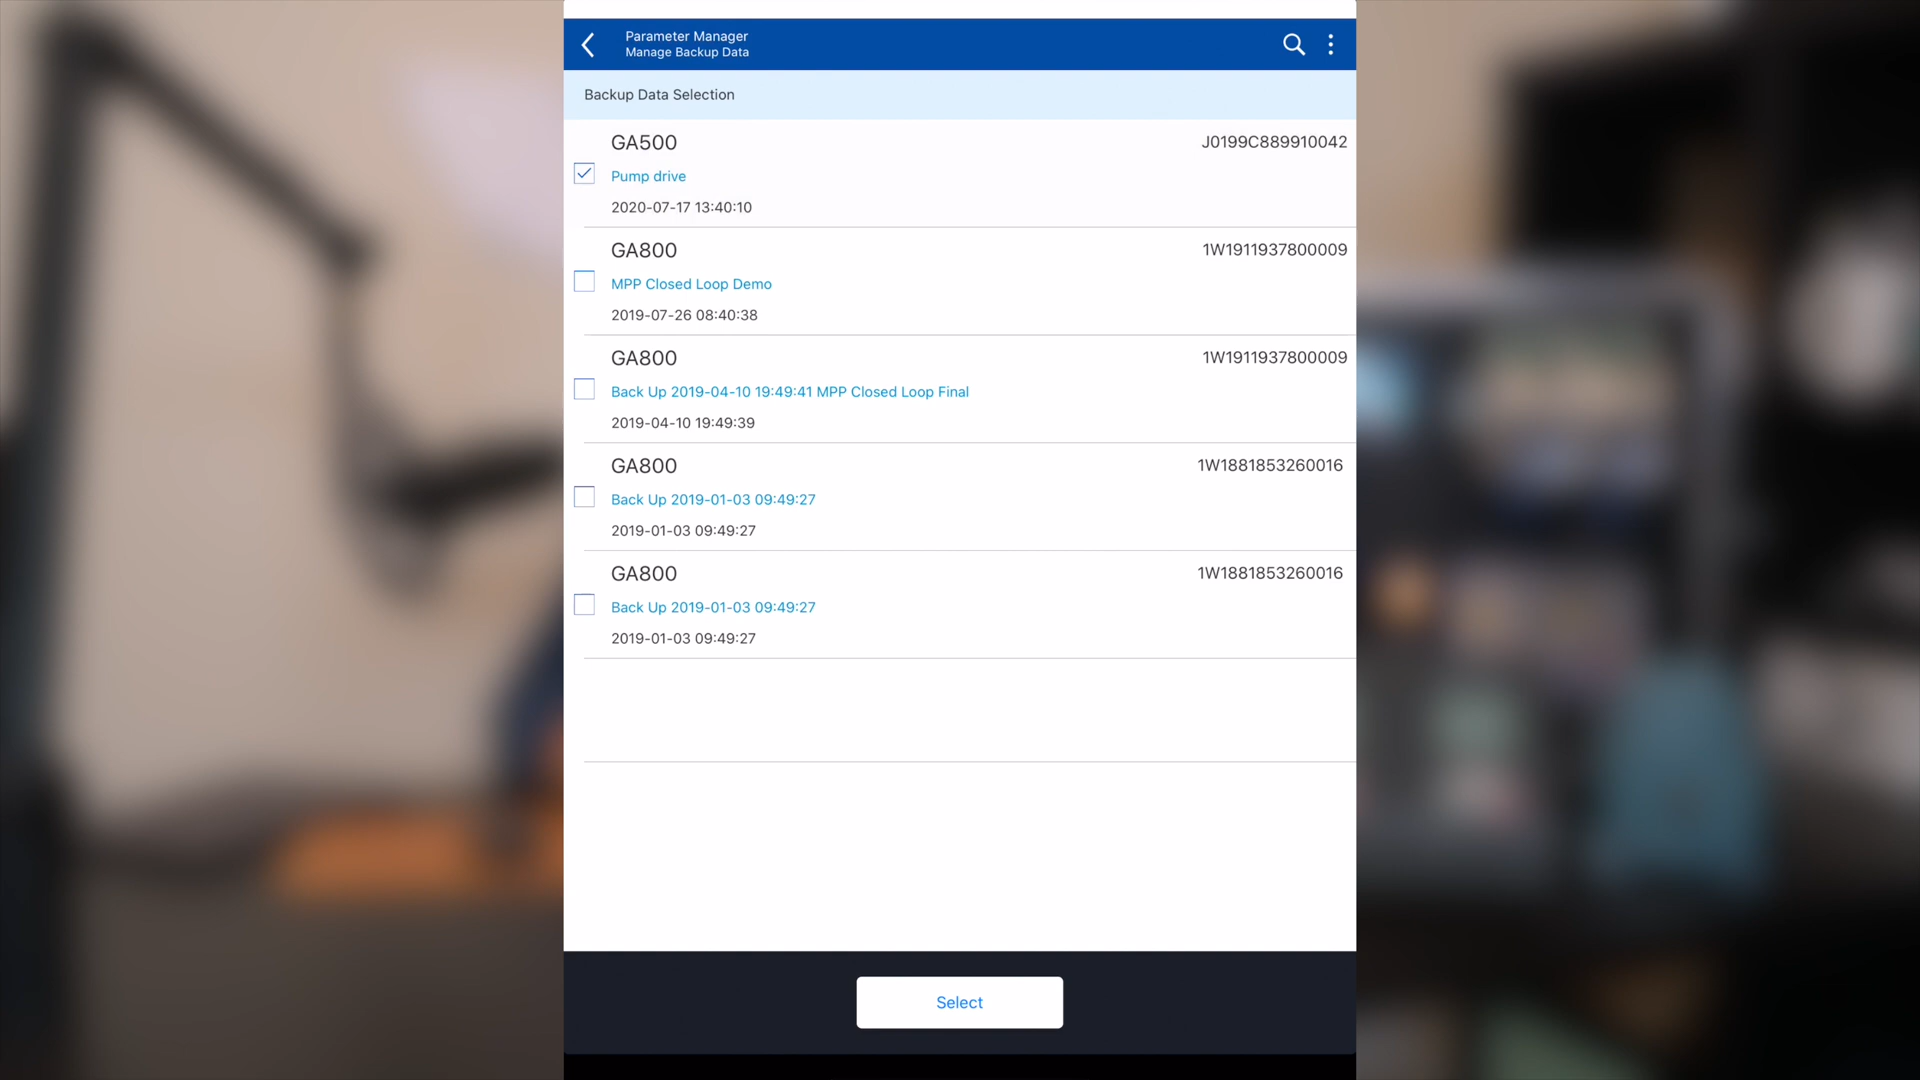 Parameter Manager
Manage Backup Data
Backup Data Selection
GA500 J0199C889910042
Pump drive
2020-07-17 13:40:10
GA800 1W1911937800009
MPP Closed Loop Demo
2019-07-26 08:40:38
GA800 1W1911937800009
Back Up 2019-04-10 19:49:41 MPP Closed Loop Final
2019-04-10 19:49:39
GA800 1W1881853260016
Back Up 2019-01-03 09:49:27
2019-01-03 09:49:27
GA800 1W1881853260016
Back Up 2019-01-03 09:49:27
2019-01-03 09:49:27
Select